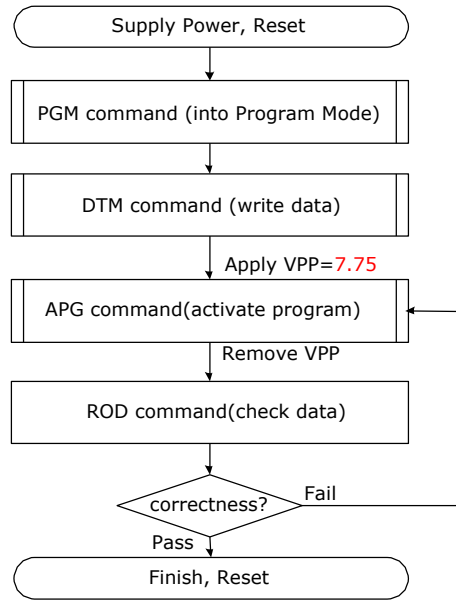 Supply Power, Reset
PGM command (into Program Mode)
DTM command (write data)
Apply VPP=7.75
APG command(activate program)
Remove VPP
ROD command(check data)
correctness?
Fail
Pass
Finish, Reset